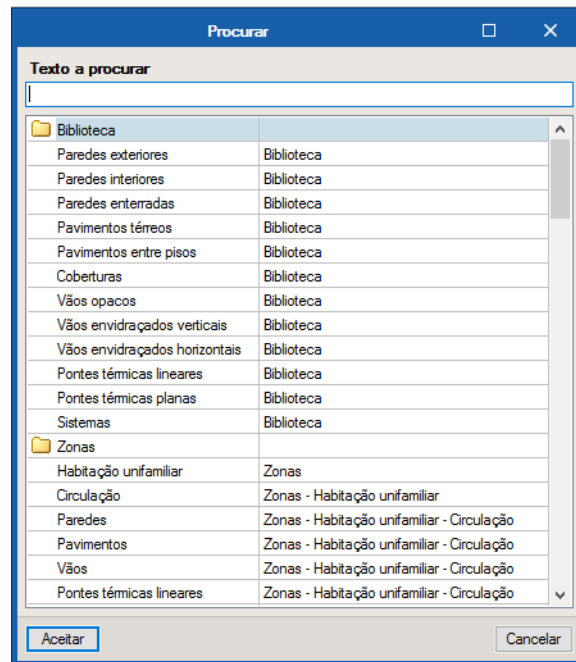 Procurar
Texto a procurar
Biblioteca
Paredes exteriores Biblioteca
Paredes interiores Biblioteca
Paredes enterradas Biblioteca
Pavimentos térreos Biblioteca
Pavimentos entre pisos Biblioteca
Coberturas Biblioteca
Vãos opacos Biblioteca
Vãos envidraçados verticais Biblioteca
Vãos envidraçados horizontais Biblioteca
Pontes térmicas lineares Biblioteca
Pontes térmicas planas Biblioteca
Sistemas Biblioteca
Zonas
Habitação unifamiliar Zonas
Circulação Zonas - Habitação unifamiliar
Paredes Zonas - Habitação unifamiliar - Circulação
Pavimentos Zonas - Habitação unifamiliar - Circulação
Vãos Zonas - Habitação unifamiliar - Circulação
Pontes térmicas lineares Zonas - Habitação unifamiliar - Circulação
Aceitar Cancelar